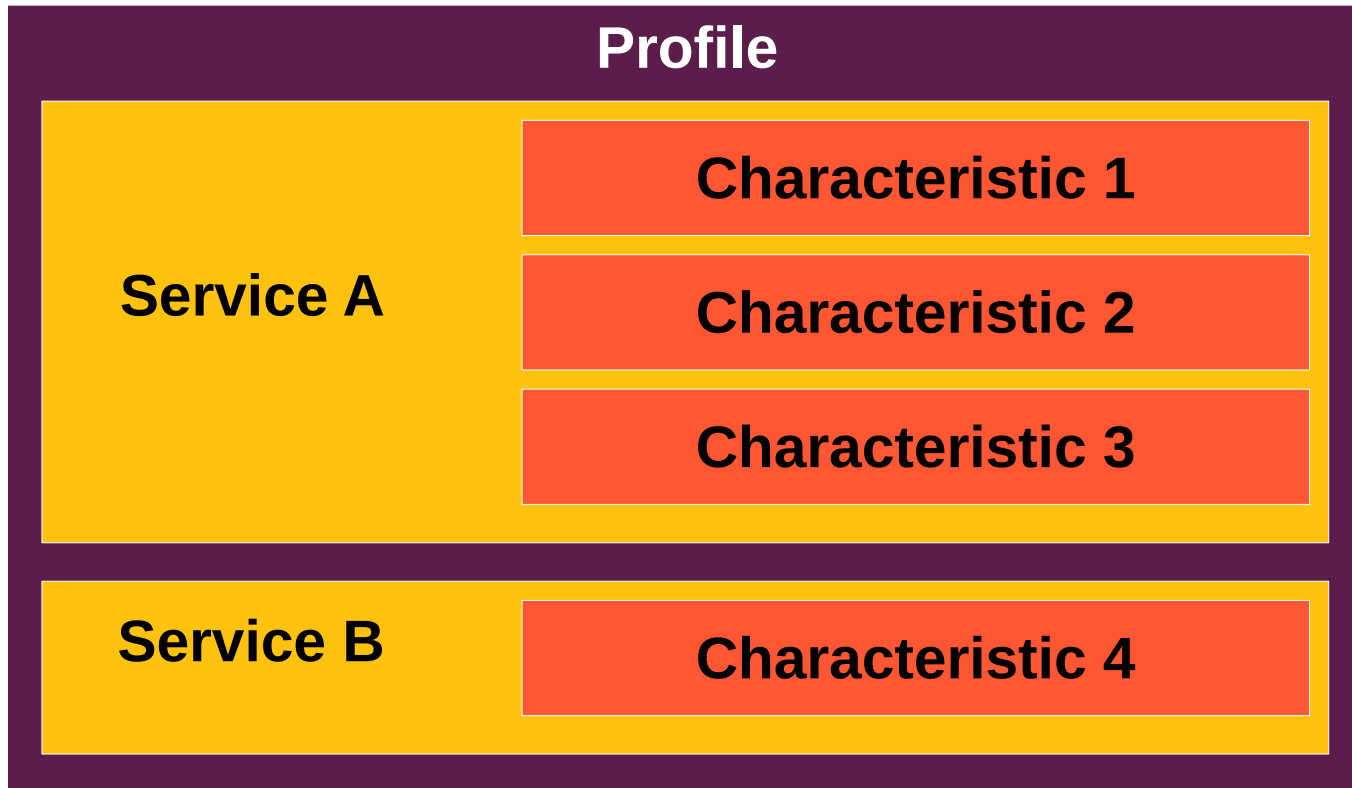 Profile
Service A
Characteristic 1
Characteristic 2
Characteristic 3
Service B
Characteristic 4